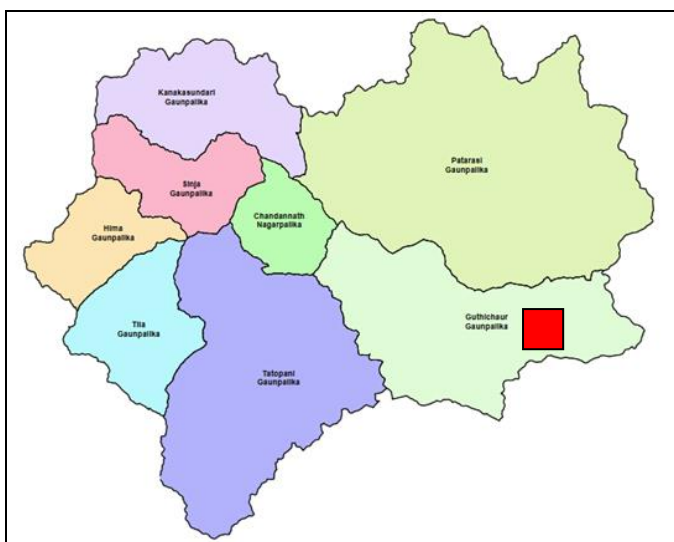 Kanakasundari
Gaunpalika
Patarasi
Gaunpalika
Sinja
Gaunpalika
Chandannath
Nagarpalika
Hima
Gaunpalika
Guthichaur
Gaunpalika
Tila
Gaunpalika
Tatopani
Gaunpalika